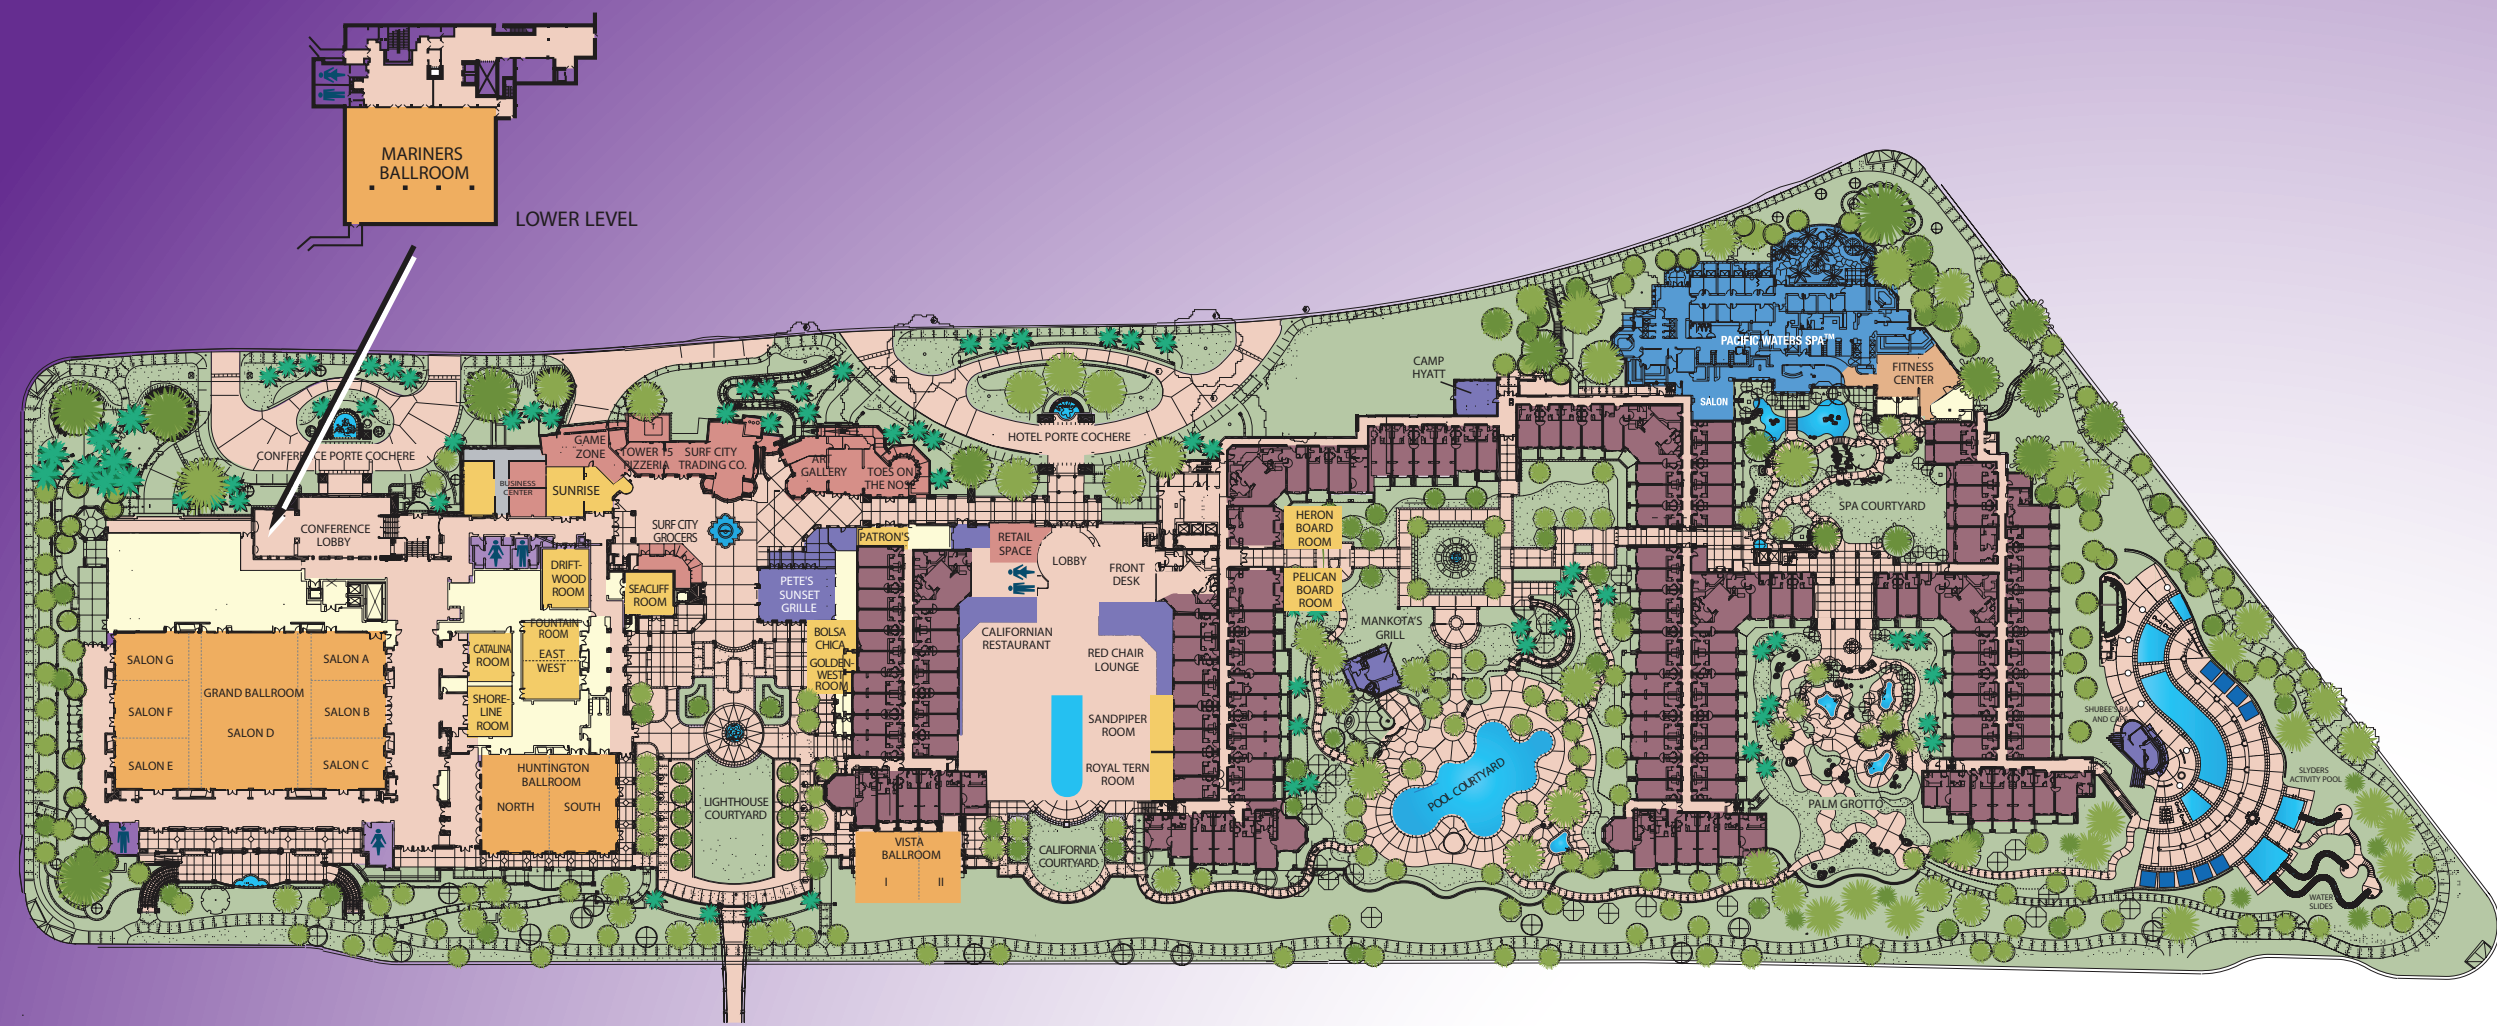 MARINERS
BALLROOM
LOWER LEVEL
CONFERENCE PORTE COCHERE
CONFERENCE
LOBBY
GAME
ZONE
TOWER 15
PIZZERIA
SURF CITY
TRADING CO.
ART
GALLERY
TOES ON
THE NOSE
BUSINESS
CENTER
SUNRISE
SURF CITY
GROCERS
HOTEL PORTE COCHERE
CAMP
HYATT
PACIFIC WATERS SPA™
SALON
FITNESS
CENTER
SPA COURTYARD
PATRON'S
RETAIL
SPACE
LOBBY
FRONT
DESK
HERON
BOARD
ROOM
PELICAN
BOARD
ROOM
DRIFT-
WOOD
ROOM
SEACLIFF
ROOM
PETE'S
SUNSET
GRILLE
FOUNTAIN
ROOM
EAST
WEST
CATALINA
ROOM
SHORE-
LINE
ROOM
BOLSA
CHICA
GOLDEN-
WEST
ROOM
CALIFORNIAN
RESTAURANT
RED CHAIR
LOUNGE
MANKOTA'S
GRILL
SALON G
SALON A
GRAND BALLROOM
SALON F
SALON B
SALON D
SALON E
SALON C
SANDPIPER
ROOM
ROYAL TERN
ROOM
HUNTINGTON
BALLROOM
NORTH
SOUTH
LIGHTHOUSE
COURTYARD
VISTA
BALLROOM
I
II
CALIFORNIA
COURTYARD
POOL COURTYARD
PALM GROTTO
SHUBEE'S BAR
AND CAFE
SLYDERS
ACTIVITY POOL
WATER
SLIDES